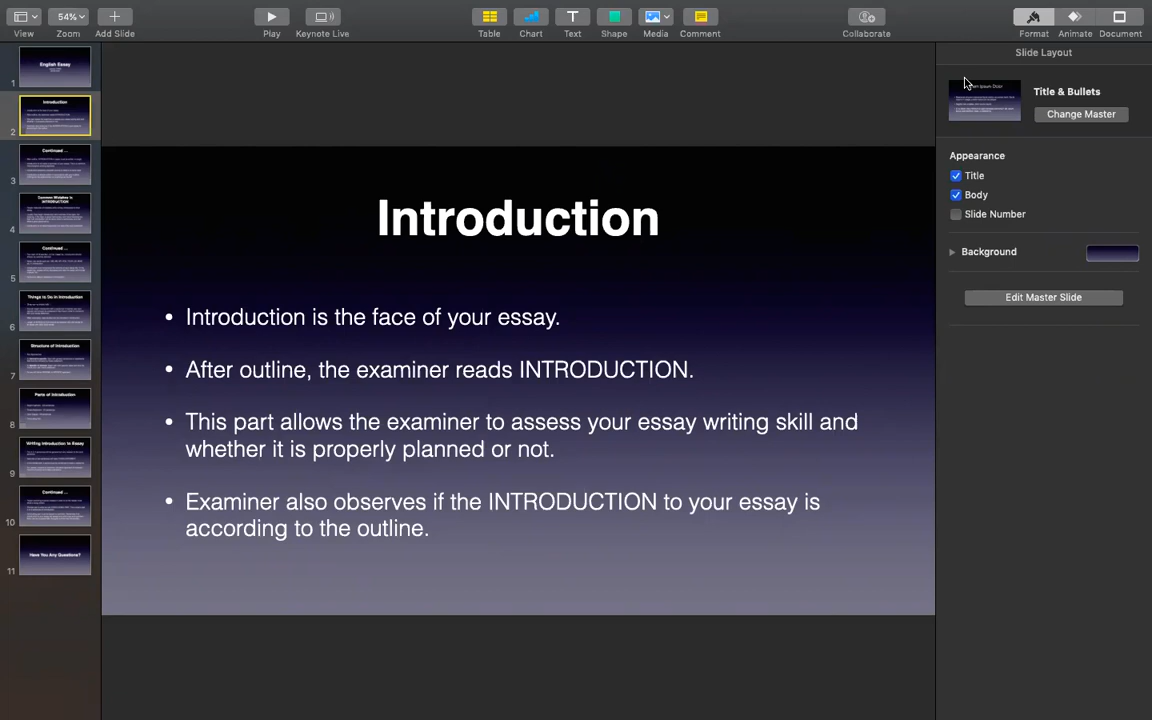 View
54%
Zoom
Add Slide
Play
Keynote Live
Table
Chart
Text
Shape
Media
Comment
Collaborate
Format
Animate
Document
Slide Layout
Title & Bullets
Change Master
Appearance
Title
Body
Slide Number
Background
Edit Master Slide
1
English Essay
2
Introduction
3
Continued ...
4
Common Mistakes in
INTRODUCTION
5
Continued ...
6
Things to Do in Introduction
7
Structure of Introduction
8
Parts of Introduction
9
Writing Introduction to Essay
10
Continued ...
11
Have You Any Questions?
Introduction
• Introduction is the face of your essay.
• After outline, the examiner reads INTRODUCTION.
• This part allows the examiner to assess your essay writing skill and
whether it is properly planned or not.
• Examiner also observes if the INTRODUCTION to your essay is
according to the outline.